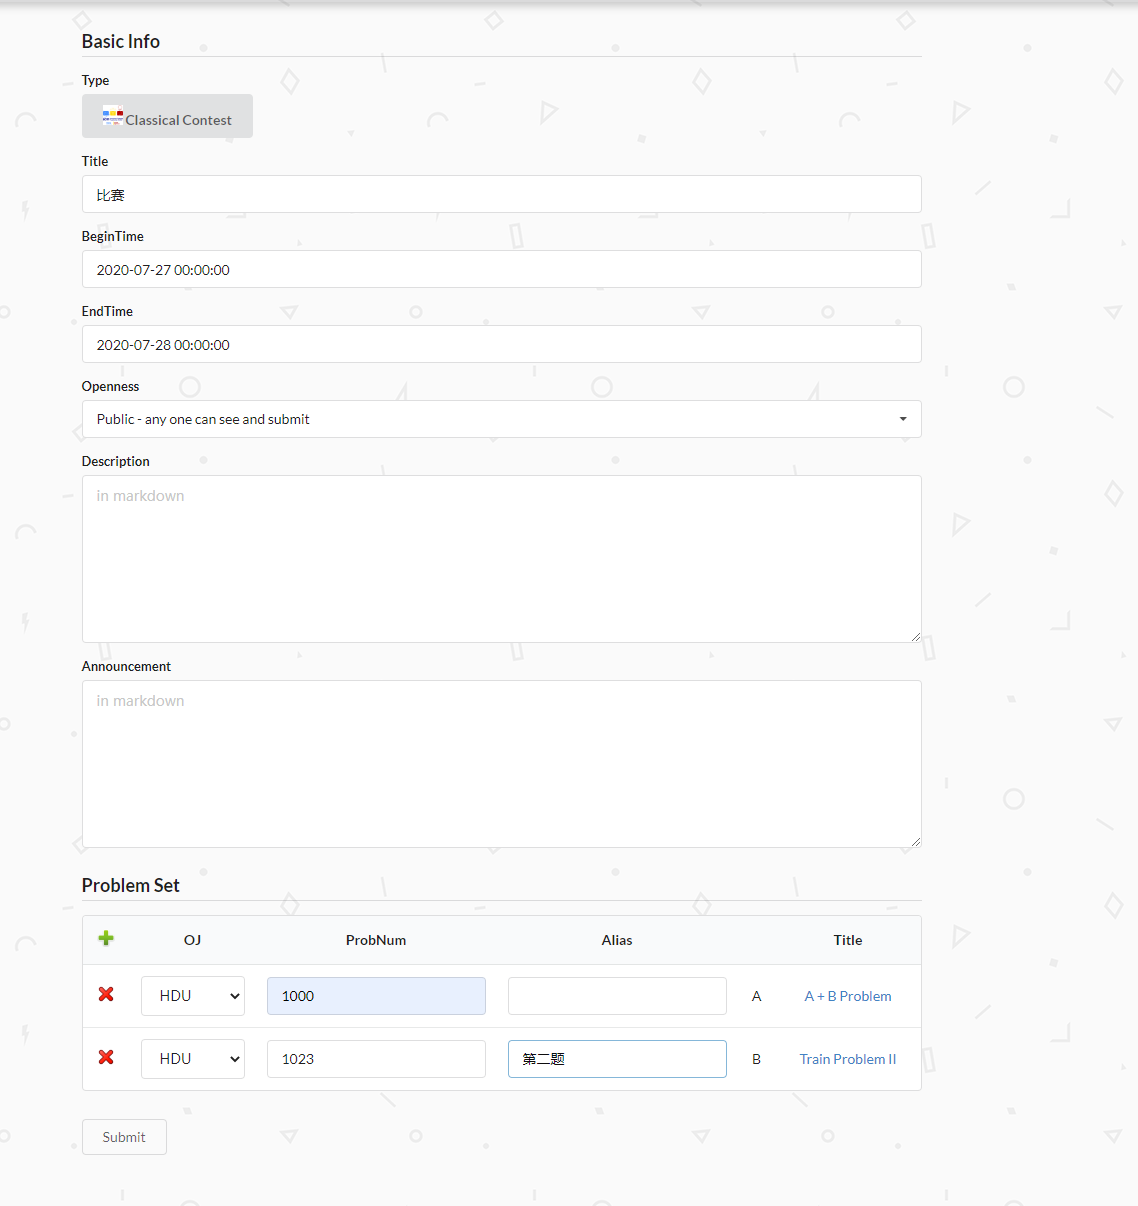 Basic Info
Type
Classical Contest
Title
比赛
BeginTime
2020-07-27 00:00:00
EndTime
2020-07-28 00:00:00
Openness
Public - any one can see and submit
Description
in markdown
Announcement
in markdown
Problem Set
OJ ProbNum Alias Title
HDU 1000 A A + B Problem
HDU 1023 第二题 B Train Problem II
Submit